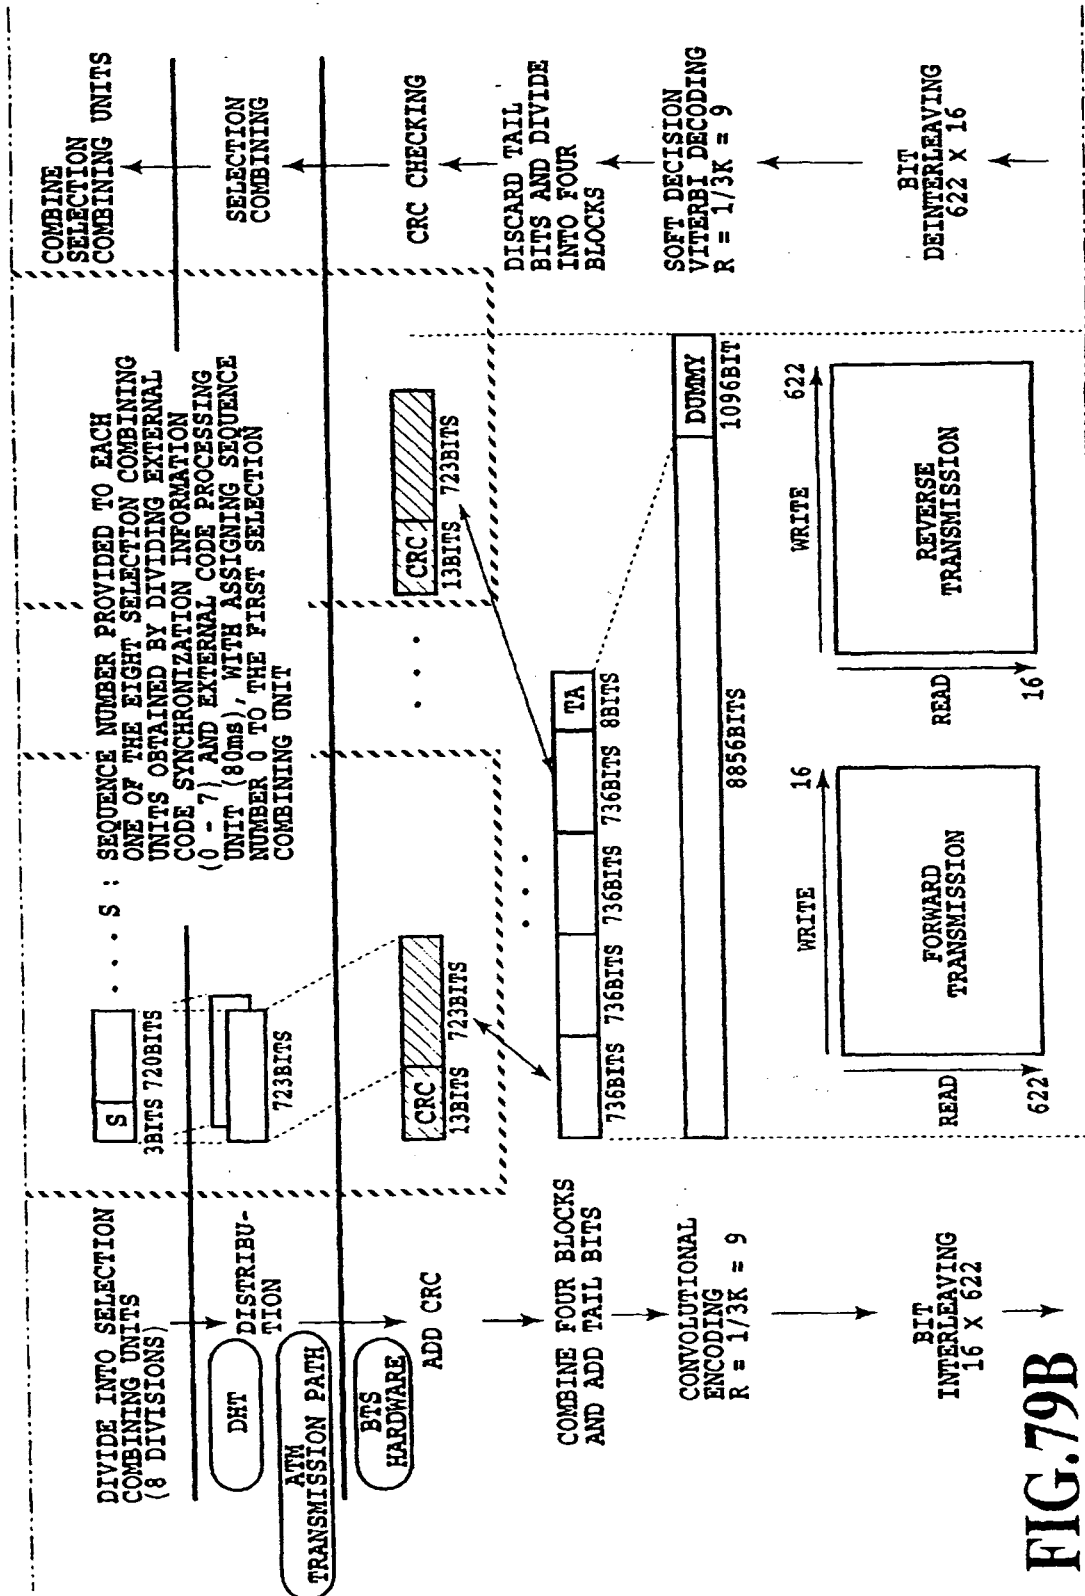 DIVIDE INTO SELECTION
COMBINING UNITS
(8 DIVISIONS)
DHT
DISTRIBU-
TION
ATM
TRANSMISSION PATH
BTS
HARDWARE
ADD CRC
COMBINE FOUR BLOCKS
AND ADD TAIL BITS
CONVOLUTIONAL
ENCODING
R = 1/3K = 9
BIT
INTERLEAVING
16 X 622
S
3BITS 720BITS
. . . .
S : SEQUENCE NUMBER PROVIDED TO EACH
ONE OF THE EIGHT SELECTION COMBINING
UNITS OBTAINED BY DIVIDING EXTERNAL
CODE SYNCHRONIZATION INFORMATION
(0 - 7) AND EXTERNAL CODE PROCESSING
UNIT (80ms), WITH ASSIGNING SEQUENCE
NUMBER 0 TO THE FIRST SELECTION
COMBINING UNIT
723BITS
CRC
13BITS 723BITS
. . .
CRC
13BITS 723BITS
. . .
TA
736BITS 736BITS 736BITS 736BITS 8BITS
DUMMY
8856BITS 1096BIT
WRITE 16
FORWARD
TRANSMISSION
READ
622
WRITE 622
REVERSE
TRANSMISSION
READ
16
COMBINE
SELECTION
COMBINING UNITS
SELECTION
COMBINING
CRC CHECKING
DISCARD TAIL
BITS AND DIVIDE
INTO FOUR
BLOCKS
SOFT DECISION
VITERBI DECODING
R = 1/3K = 9
BIT
DEINTERLEAVING
622 X 16
FIG.79B